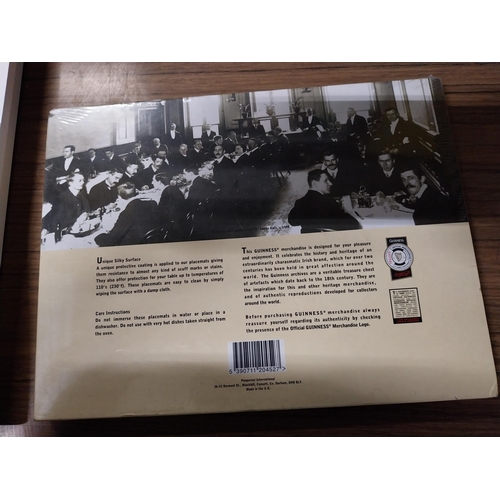 Unique Silky Surface
A unique protective coating is applied to our placemats giving
them resistance to almost any kind of scuff marks or stains.
They also offer protection for your table up to temperatures of
110°c (230°f). These placemats are easy to clean by simply
wiping the surface with a damp cloth.
Care Instructions
Do not immerse these placemats in water or place in a
dishwasher. Do not use with very hot dishes taken straight from
the oven.
This GUINNESS® merchandise is designed for your pleasure
and enjoyment. It celebrates the history and heritage of an
extraordinarily charismatic Irish brand, which for over two
centuries has been held in great affection around the
world. The Guinness archives are a veritable treasure chest
of artefacts which date back to the 18th century. They are
the inspiration for this and other heritage merchandise,
and of authentic reproductions developed for collectors
around the world.
Before purchasing GUINNESS® merchandise always
reassure yourself regarding its authenticity by checking
the presence of the Official GUINNESS® Merchandise Logo.
GUINNESS
5 390711 204527 >
Made in the U.K.